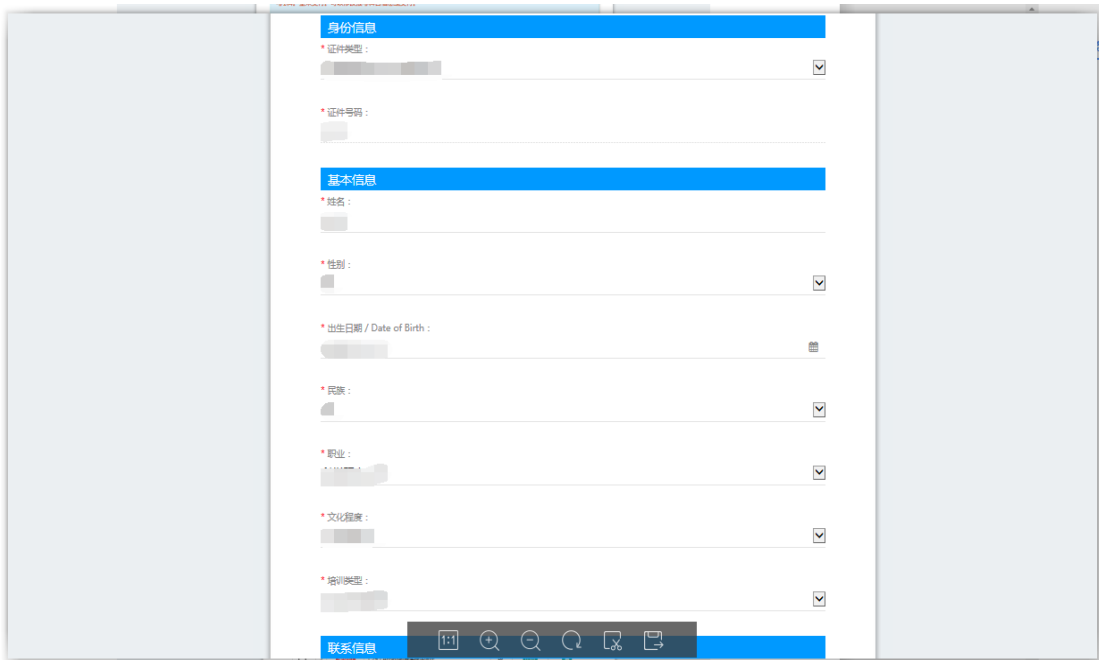 身份信息
* 证件类型：
* 证件号码：
基本信息
* 姓名：
* 性别：
* 出生日期 / Date of Birth：
* 民族：
* 职业：
* 文化程度：
* 培训类型：
1:1
联系信息